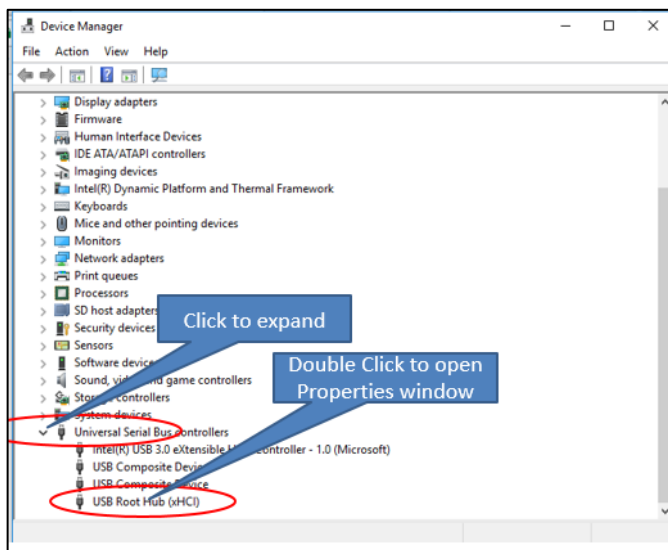 Device Manager
File Action View Help
Display adapters
Firmware
Human Interface Devices
IDE ATA/ATAPI controllers
Imaging devices
Intel(R) Dynamic Platform and Thermal Framework
Keyboards
Mice and other pointing devices
Monitors
Network adapters
Print queues
Processors
SD host adapters
Security devices
Click to expand
Sensors
Software device
Double Click to open
Properties window
Sound, vid and game controllers
St controllers
System devices
Universal Serial Bus controllers
Intel(R) USB 3.0 eXtensible H Controller - 1.0 (Microsoft)
USB Composite Devic
USB Composite Device
USB Root Hub (xHCI)